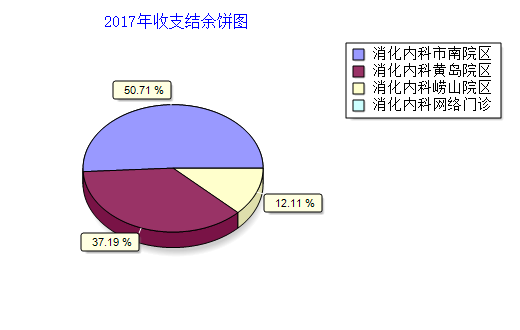 2017年收支结余饼图
消化内科市南院区
消化内科黄岛院区
消化内科崂山院区
消化内科网络门诊
50.71 %
12.11 %
37.19 %